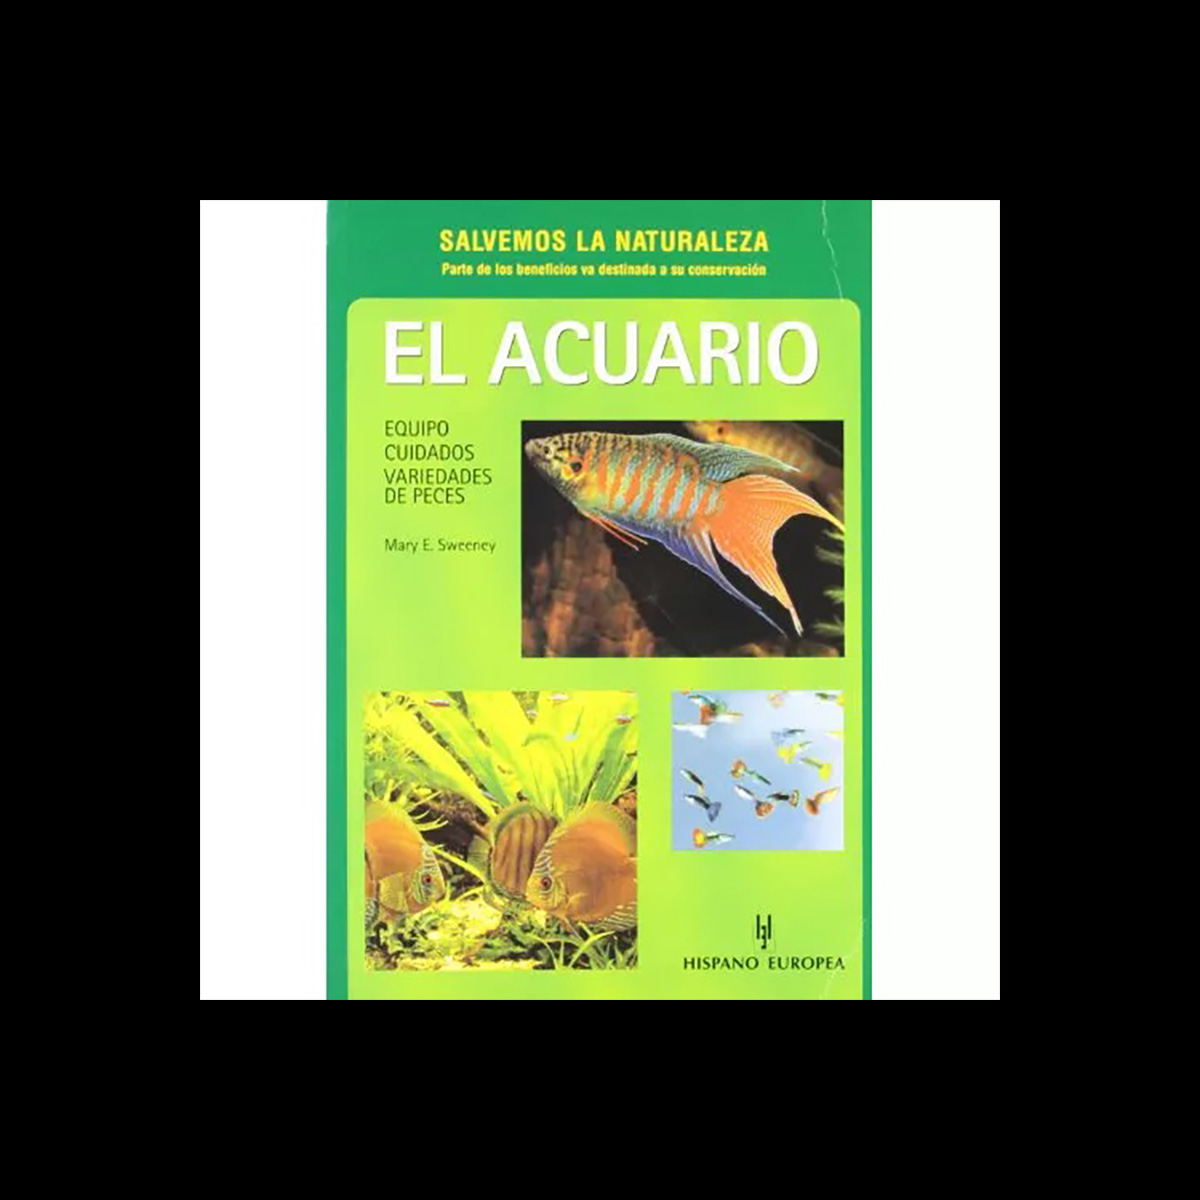 SALVEMOS LA NATURALEZA
Parte de los beneficios va destinada a su conservación
EL ACUARIO
EQUIPO
CUIDADOS
VARIEDADES
DE PECES
Mary E. Sweeney
HISPANO EUROPEA